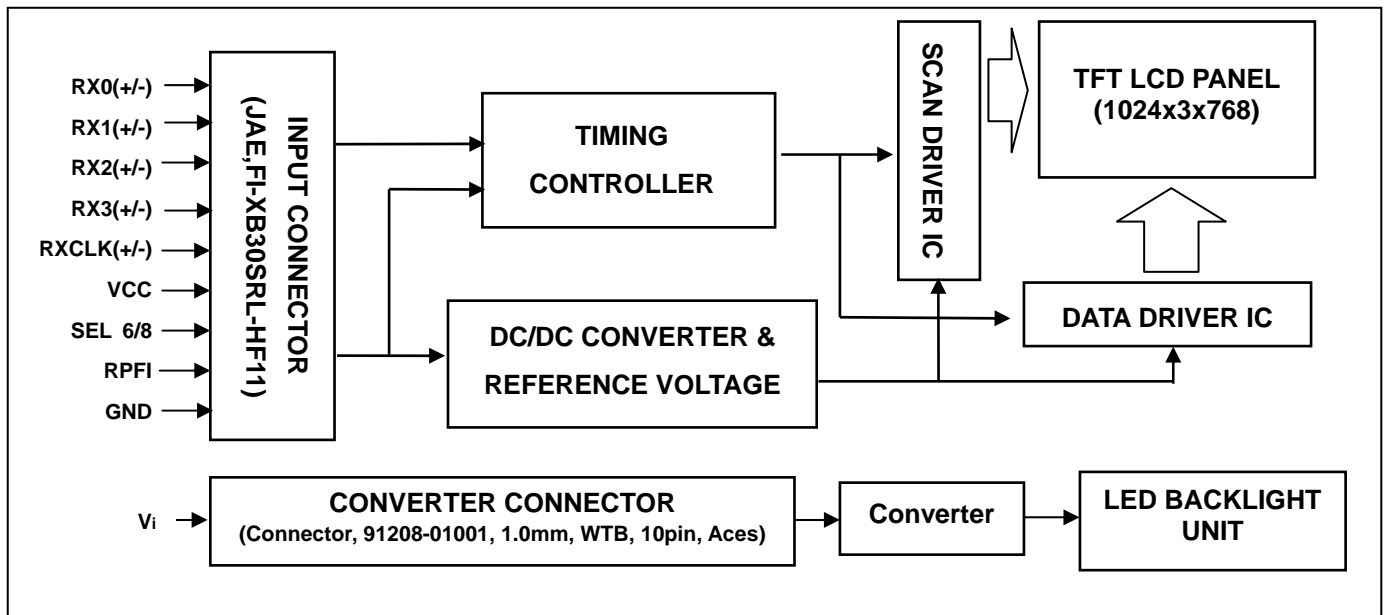 RX0(+/-)
RX1(+/-)
RX2(+/-)
RX3(+/-)
RXCLK(+/-)
VCC
SEL 6/8
RPFI
GND
INPUT CONNECTOR
(JAE,FI-XB30SRL-HF11)
TIMING
CONTROLLER
DC/DC CONVERTER &
REFERENCE VOLTAGE
SCAN DRIVER IC
TFT LCD PANEL
(1024x3x768)
DATA DRIVER IC
Vi
CONVERTER CONNECTOR
(Connector, 91208-01001, 1.0mm, WTB, 10pin, Aces)
Converter
LED BACKLIGHT
UNIT